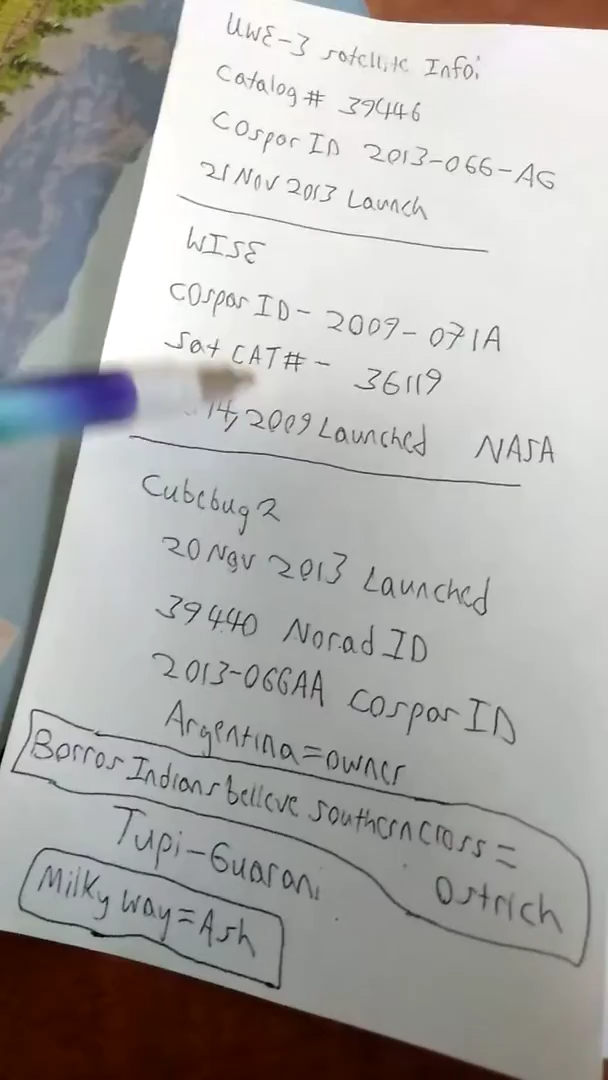 UWE-3 satellite Info:
Catalog # 39446
COspar ID 2013-066-AG
21 Nov 2013 Launch
WISE
COspar ID - 2009-071A
Sat CAT# - 36119
14, 2009 Launched NASA
Cubebug 2
20 Nov 2013 Launched
39440 Norad ID
2013-066AA COspar ID
Argentina = owner
Borros Indians believe southern cross =
Ostrich
Tupi-Guarani
Milky way = Ash